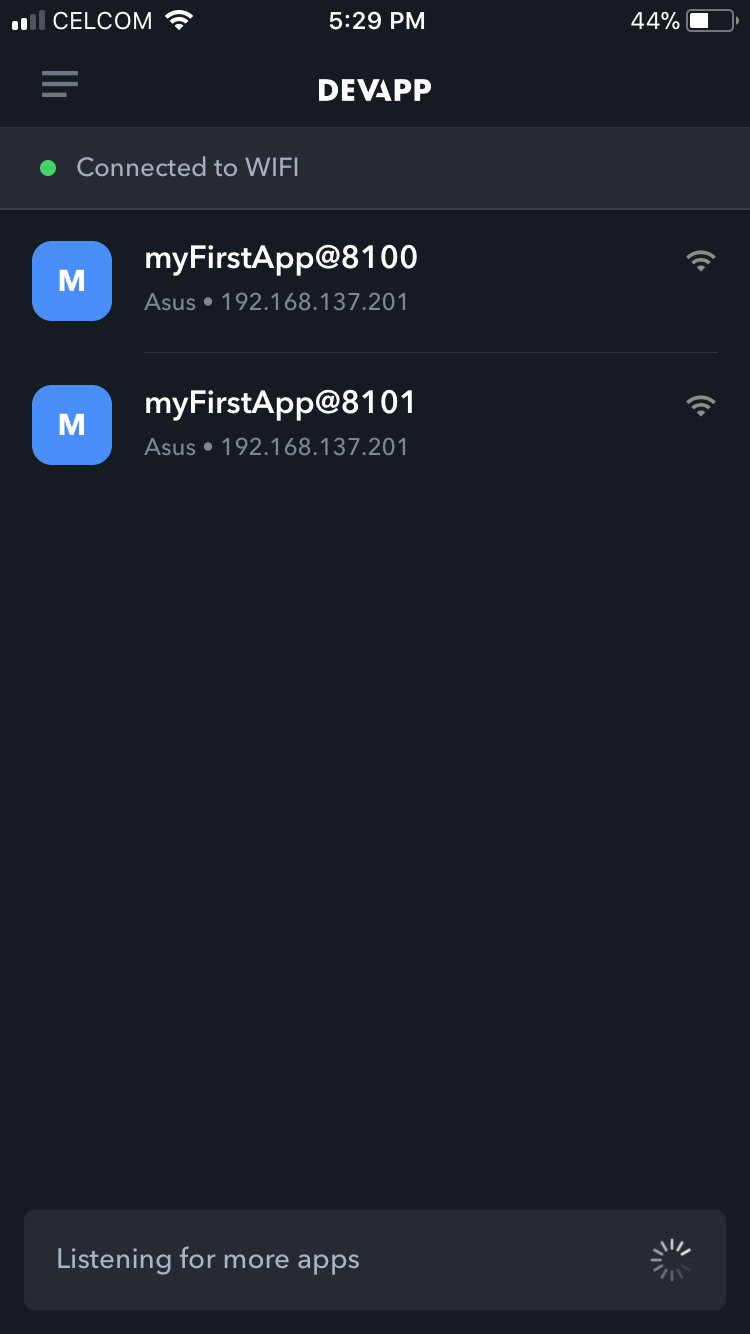 CELCOM 5:29 PM 44%
DEVAPP
Connected to WIFI
M
myFirstApp@8100
Asus • 192.168.137.201
M
myFirstApp@8101
Asus • 192.168.137.201
Listening for more apps